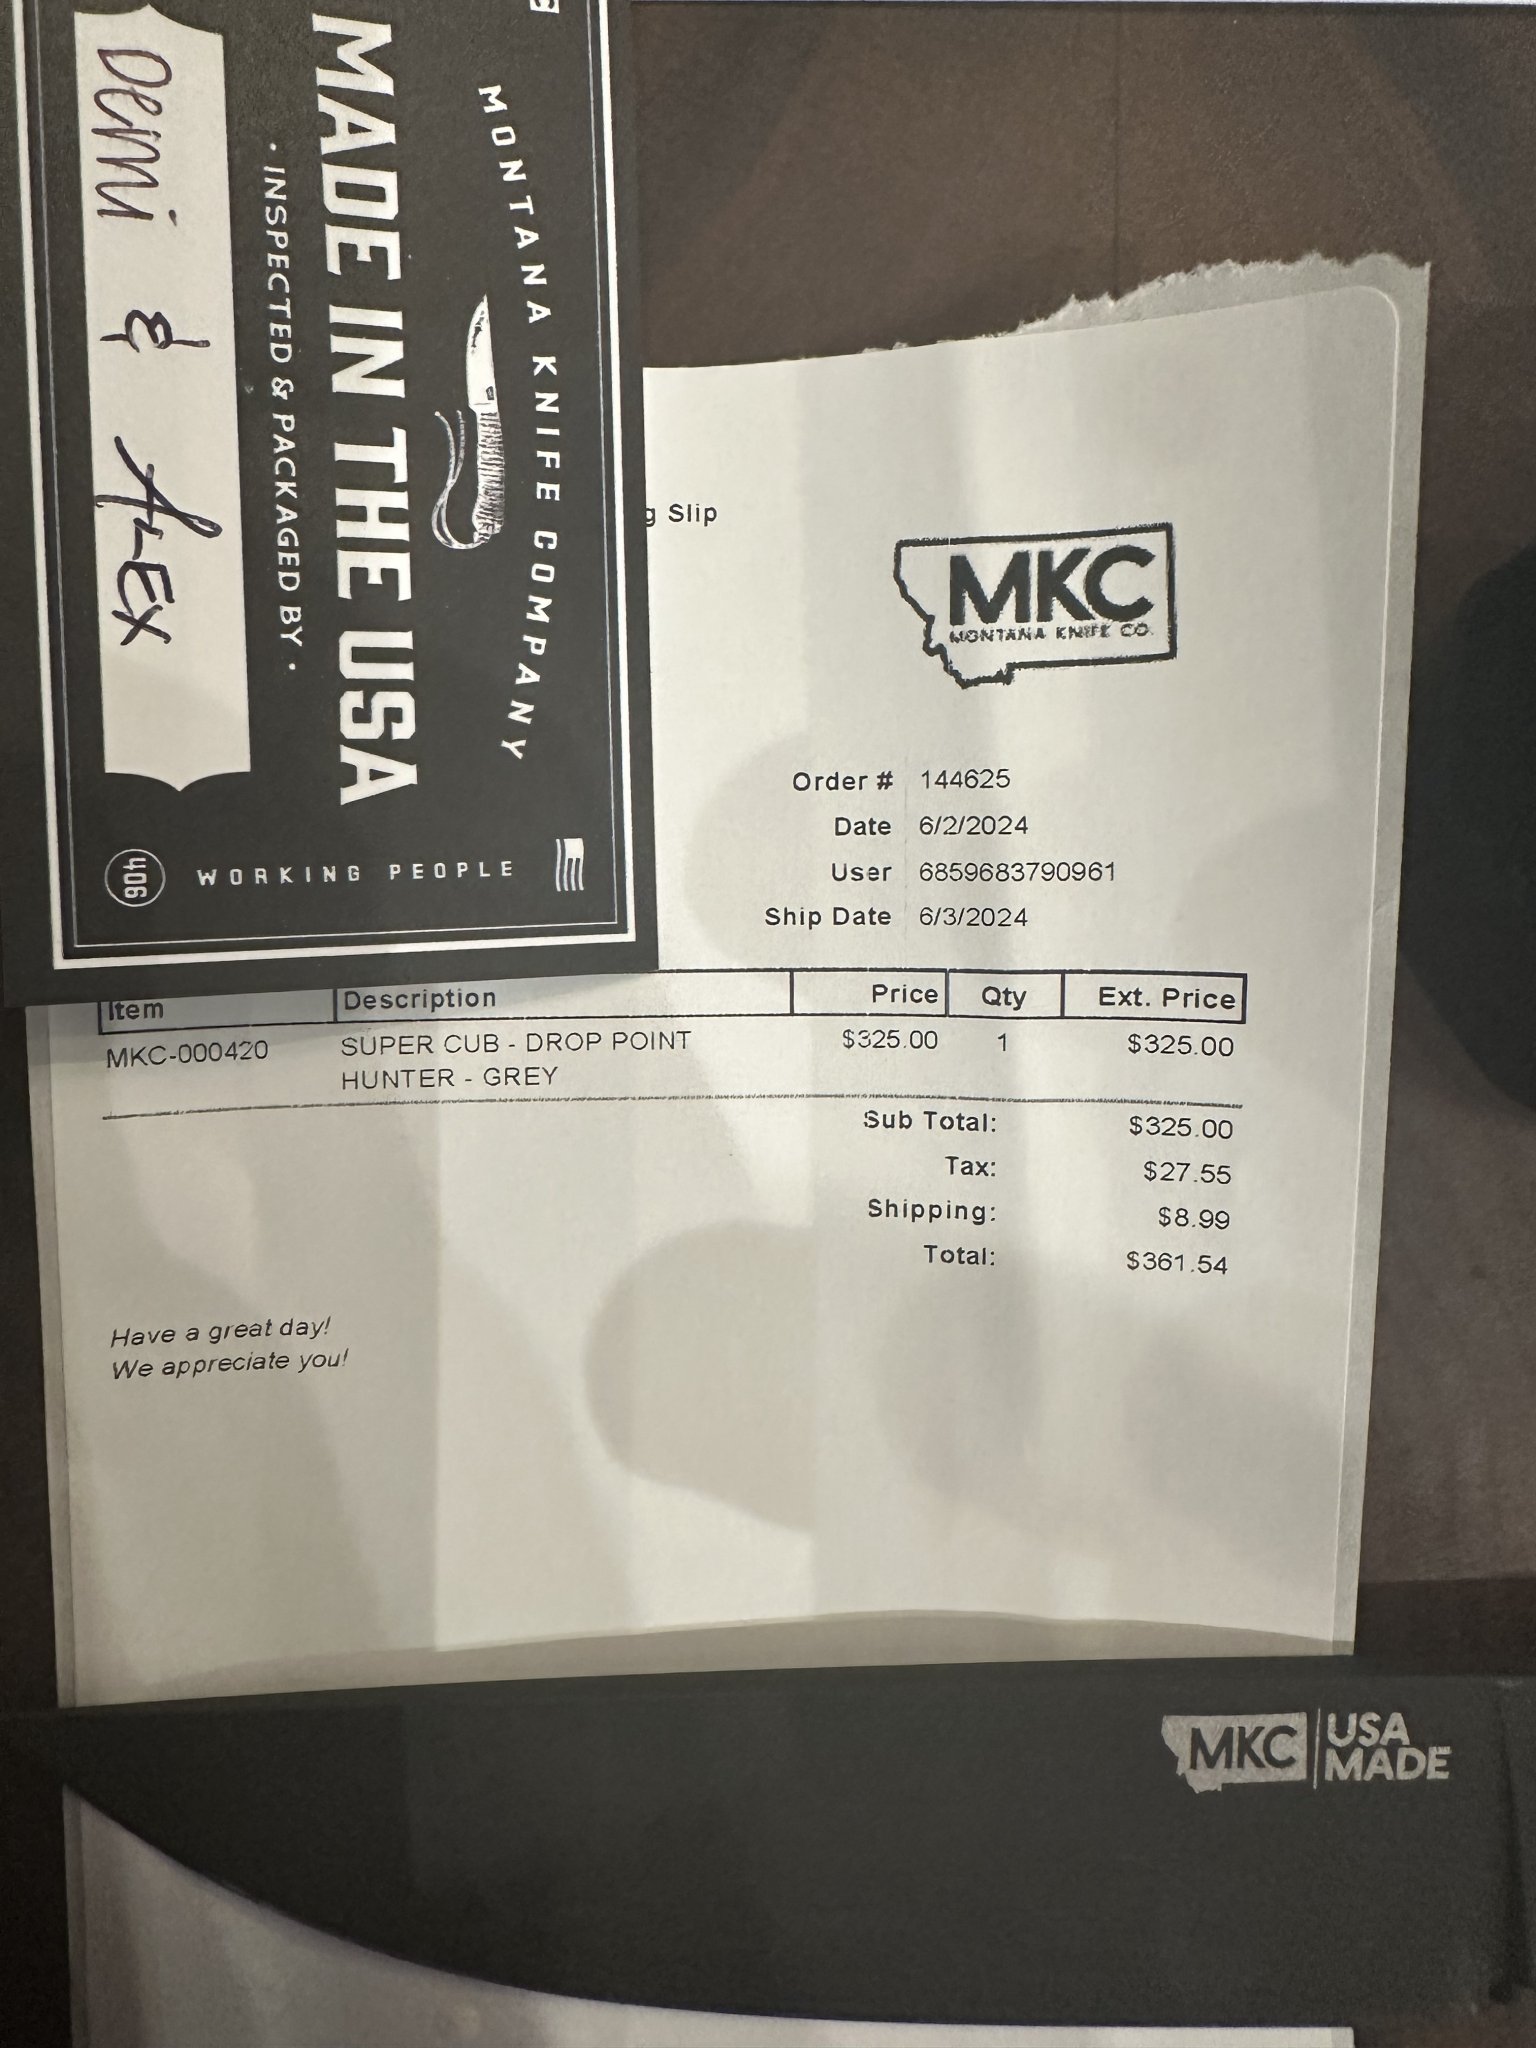 MONTANA KNIFE COMPANY
MADE IN THE USA
· INSPECTED & PACKAGED BY ·
Demi & ALEX
406 WORKING PEOPLE
Slip
MKC
MONTANA KNIFE CO.
Order # 144625
Date 6/2/2024
User 6859683790961
Ship Date 6/3/2024
Item Description Price Qty Ext. Price
MKC-000420 SUPER CUB - DROP POINT $325.00 1 $325.00
HUNTER - GREY
Sub Total: $325.00
Tax: $27.55
Shipping: $8.99
Total: $361.54
Have a great day!
We appreciate you!
MKC USA
MADE